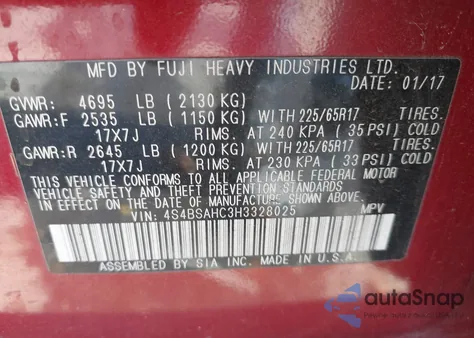 MFD BY FUJI HEAVY INDUSTRIES LTD.
DATE: 01/17
GVWR: 4695 LB (2130 KG)
GAWR:F 2535 LB (1150 KG) WITH 225/65R17 TIRES.
17X7J RIMS. AT 240 KPA (35 PSI) COLD
GAWR:R 2645 LB (1200 KG) WITH 225/65R17 TIRES.
17X7J RIMS. AT 230 KPA (33 PSI) COLD
THIS VEHICLE CONFORMS TO ALL APPLICABLE FEDERAL MOTOR
VEHICLE SAFETY, BUMPER, AND THEFT PREVENTION
STANDARDS IN EFFECT ON THE DATE OF MANUFACTURE
SHOWN ABOVE.
VIN: 4S4BSAHC3H3328025 MPV
ASSEMBLED BY SIA INC. MADE IN U.S.A.
autoSnap